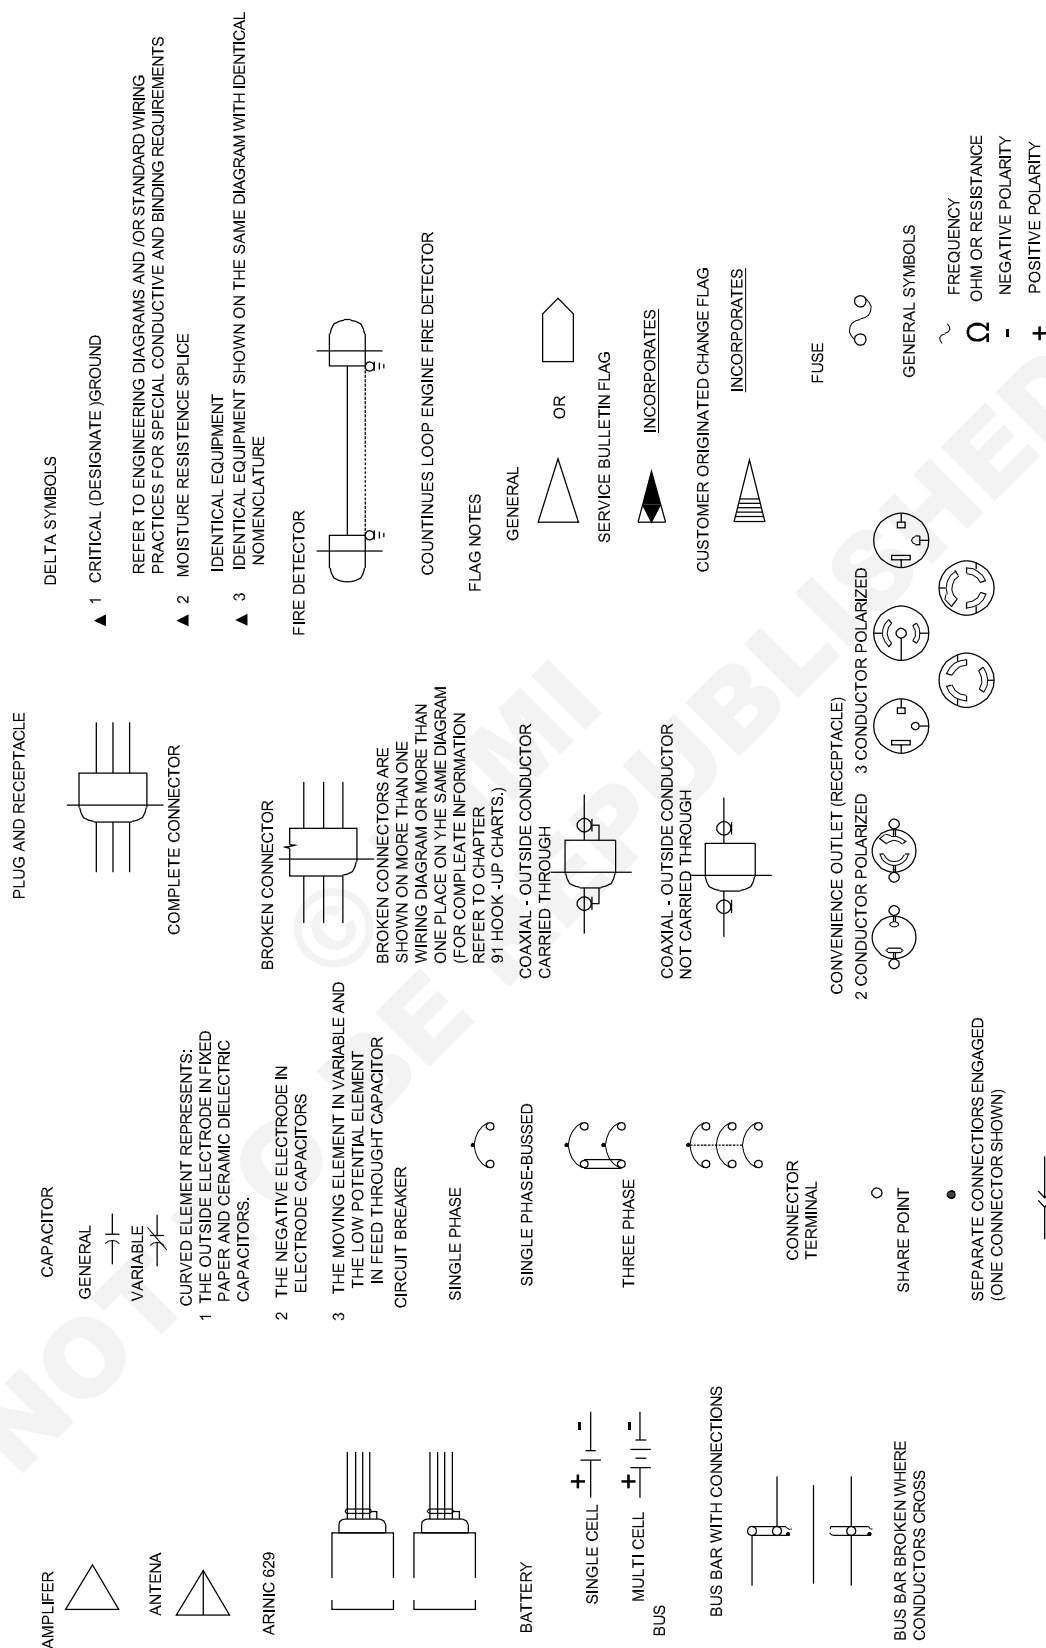 AMPLIFER
ANTENA
ARINIC 629
BATTERY
SINGLE CELL
+
-
MULTI CELL
+
-
BUS
BUS BAR WITH CONNECTIONS
BUS BAR BROKEN WHERE
CONDUCTORS CROSS
CAPACITOR
GENERAL
VARIABLE
CURVED ELEMENT REPRESENTS:
1 THE OUTSIDE ELECTRODE IN FIXED
PAPER AND CERAMIC DIELECTRIC
CAPACITORS.
2 THE NEGATIVE ELECTRODE IN
ELECTRODE CAPACITORS
3 THE MOVING ELEMENT IN VARIABLE AND
THE LOW POTENTIAL ELEMENT
IN FEED THROUGHT CAPACITOR
CIRCUIT BREAKER
SINGLE PHASE
SINGLE PHASE-BUSSED
THREE PHASE
CONNECTOR
TERMINAL
SHARE POINT
SEPARATE CONNECTIORS ENGAGED
(ONE CONNECTOR SHOWN)
PLUG AND RECEPTACLE
COMPLETE CONNECTOR
BROKEN CONNECTOR
BROKEN CONNECTORS ARE
SHOWN ON MORE THAN ONE
WIRING DIAGRAM OR MORE THAN
ONE PLACE ON YHE SAME DIAGRAM
(FOR COMPLEATE INFORMATION
REFER TO CHAPTER
91 HOOK -UP CHARTS.)
COAXIAL - OUTSIDE CONDUCTOR
CARRIED THROUGH
COAXAL - OUTSIDE CONDUCTOR
NOT CARRIED THROUGH
CONVENIENCE OUTLET (RECEPTACLE)
2 CONDUCTOR POLARIZED 3 CONDUCTOR POLARIZED
DELTA SYMBOLS
▲ 1 CRITICAL (DESIGNATE )GROUND
REFER TO ENGINEERING DIAGRAMS AND /OR STANDARD WIRING
PRACTICES FOR SPECIAL CONDUCTIVE AND BINDING REQUIREMENTS
▲ 2 MOISTURE RESISTENCE SPLICE
IDENTICAL EQUIPMENT
▲ 3 IDENTICAL EQUIPMENT SHOWN ON THE SAME DIAGRAM WITH IDENTICAL
NOMENCLATURE
FIRE DETECTOR
COUNTINUES LOOP ENGINE FIRE DETECTOR
FLAG NOTES
GENERAL
OR
SERVICE BULLETIN FLAG
INCORPORATES
CUSTOMER ORIGINATED CHANGE FLAG
INCORPORATES
FUSE
GENERAL SYMBOLS
~ FREQUENCY
Ω OHM OR RESISTANCE
- NEGATIVE POLARITY
+ POSITIVE POLARITY